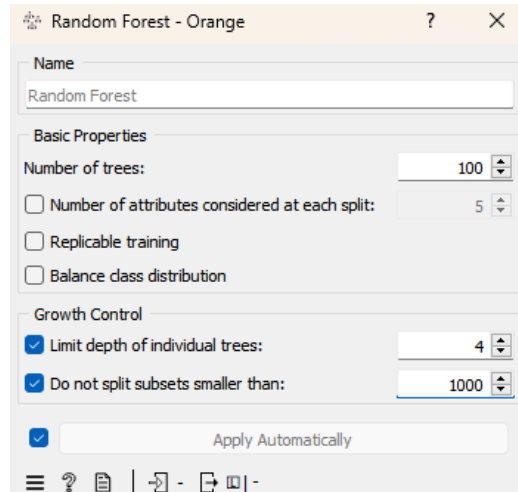 Random Forest - Orange ? ×
Name
Random Forest
Basic Properties
Number of trees: 100
Number of attributes considered at each split: 5
Replicable training
Balance class distribution
Growth Control
Limit depth of individual trees: 4
Do not split subsets smaller than: 1000
Apply Automatically
? | - - | -